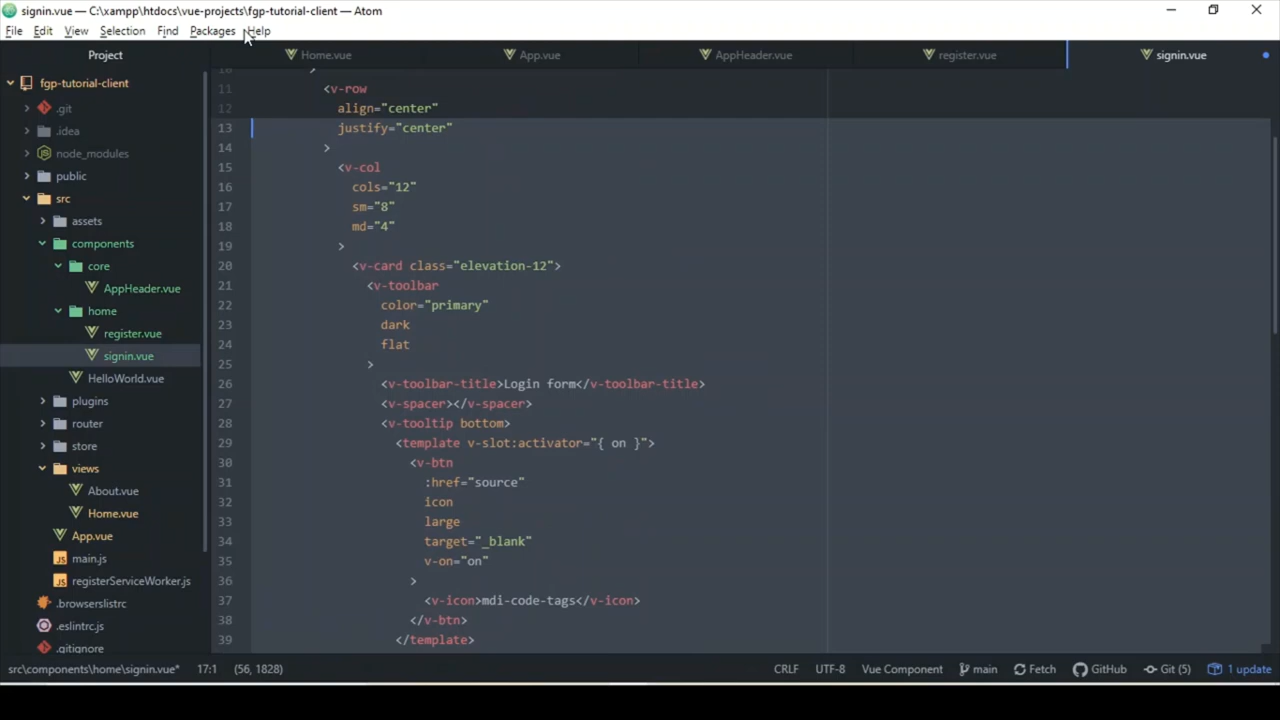 signin.vue — C:\xampp\htdocs\vue-projects\fgp-tutorial-client — Atom
File Edit View Selection Find Packages Help
Project
Home.vue
App.vue
AppHeader.vue
register.vue
signin.vue
fgp-tutorial-client
.git
.idea
node_modules
public
src
assets
components
core
AppHeader.vue
home
register.vue
signin.vue
HelloWorld.vue
plugins
router
store
views
About.vue
Home.vue
App.vue
main.js
registerServiceWorker.js
.browserslistrc
.eslintrc.js
.gitignore
10 >
11 <v-row
12 align="center"
13 justify="center"
14 >
15 <v-col
16 cols="12"
17 sm="8"
18 md="4"
19 >
20 <v-card class="elevation-12">
21 <v-toolbar
22 color="primary"
23 dark
24 flat
25 >
26 <v-toolbar-title>Login form</v-toolbar-title>
27 <v-spacer></v-spacer>
28 <v-tooltip bottom>
29 <template v-slot:activator="{ on }">
30 <v-btn
31 :href="source"
32 icon
33 large
34 target="_blank"
35 v-on="on"
36 >
37 <v-icon>mdi-code-tags</v-icon>
38 </v-btn>
39 </template>
src\components\home\signin.vue* 17:1 (56, 1828) CRLF UTF-8 Vue Component main Fetch GitHub Git (5) 1 update